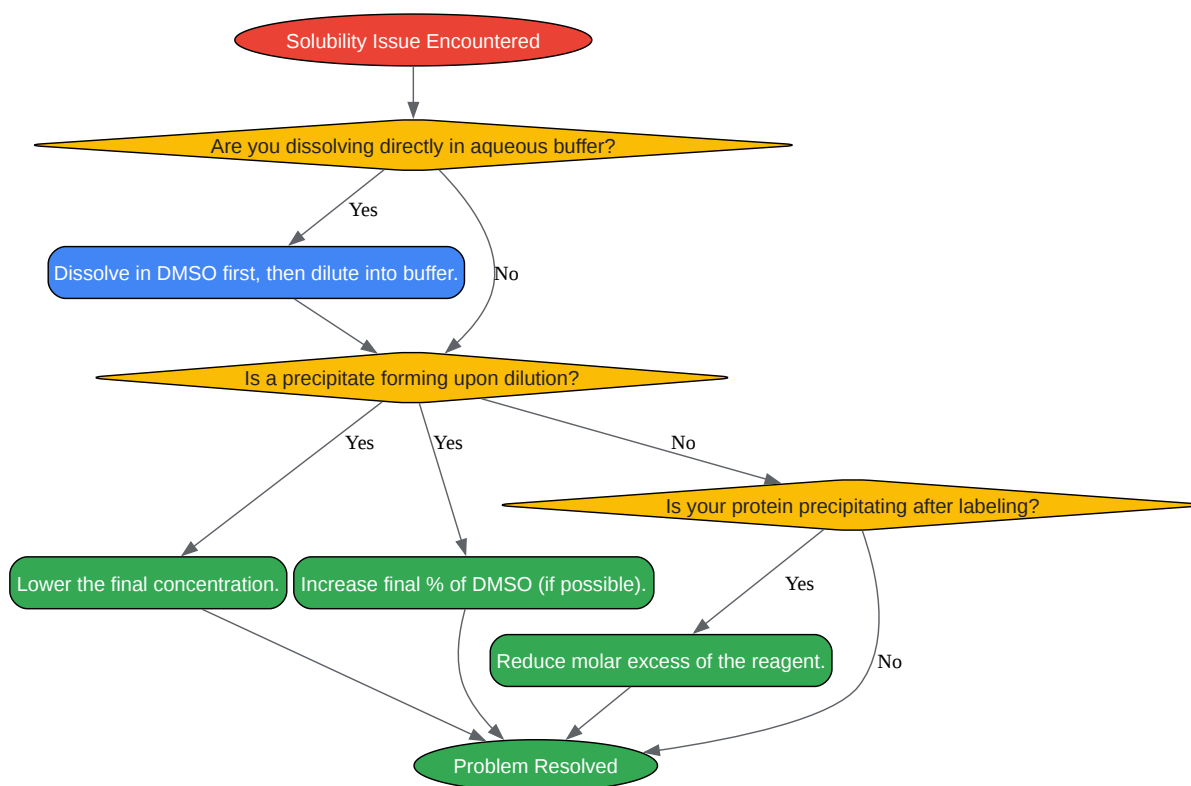 Solubility Issue Encountered
Are you dissolving directly in aqueous buffer?
Yes
Dissolve in DMSO first, then dilute into buffer.
No
Is a precipitate forming upon dilution?
Yes
Yes
No
Is your protein precipitating after labeling?
Lower the final concentration.
Increase final % of DMSO (if possible).
Yes
Reduce molar excess of the reagent.
No
Problem Resolved